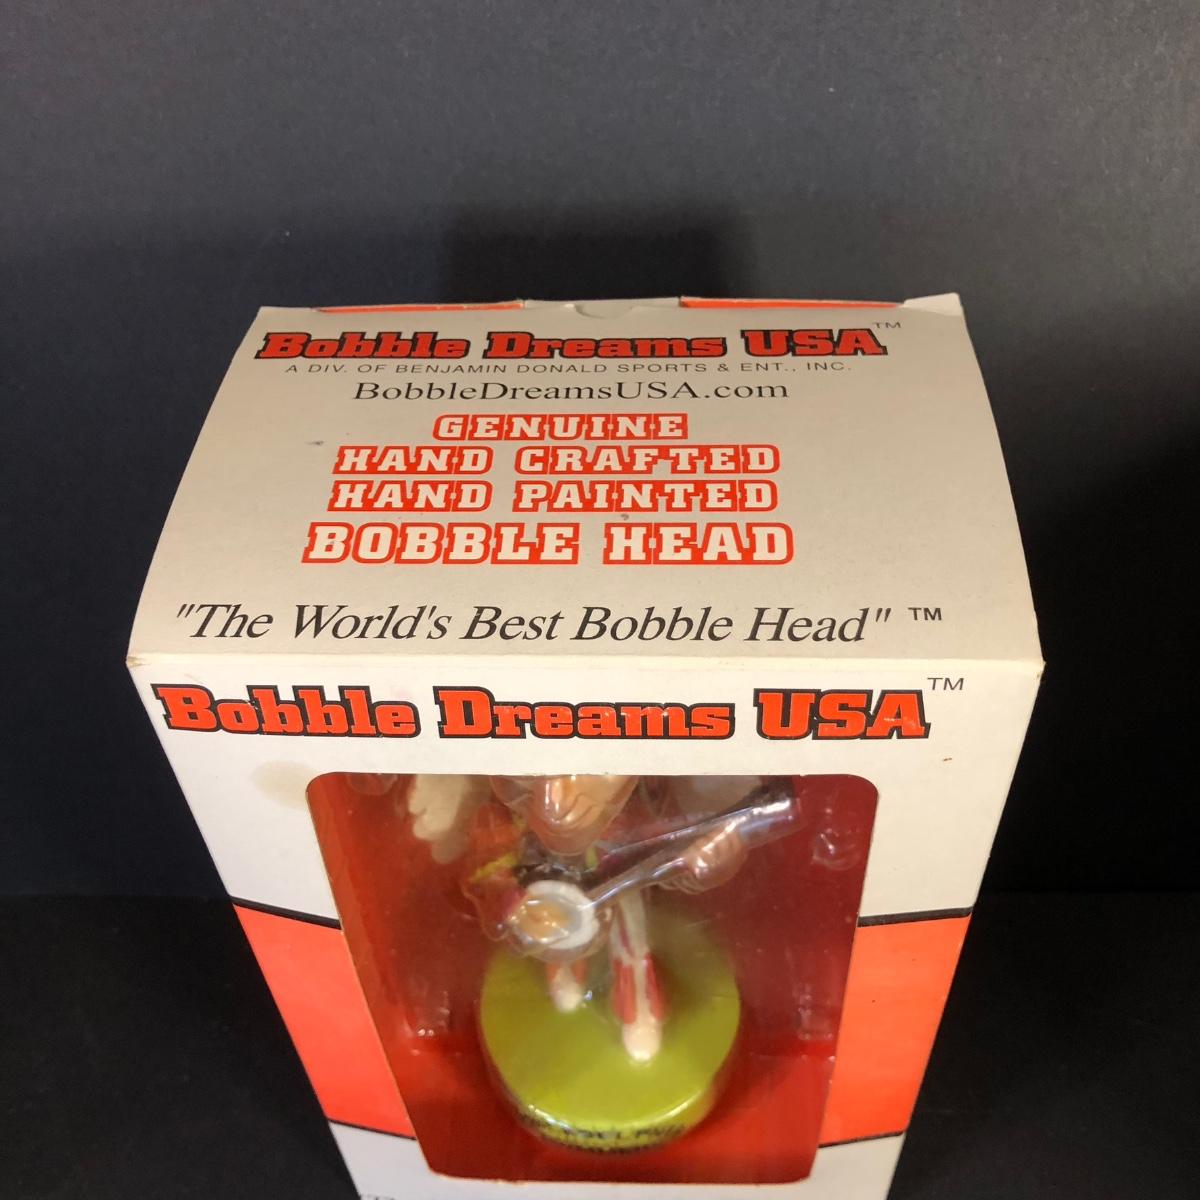 Bobble Dreams USA™
A DIV. OF BENJAMIN DONALD SPORTS & ENT., INC.
BobbleDreamsUSA.com
GENUINE
HAND CRAFTED
HAND PAINTED
BOBBLE HEAD
"The World's Best Bobble Head" ™
Bobble Dreams USA™